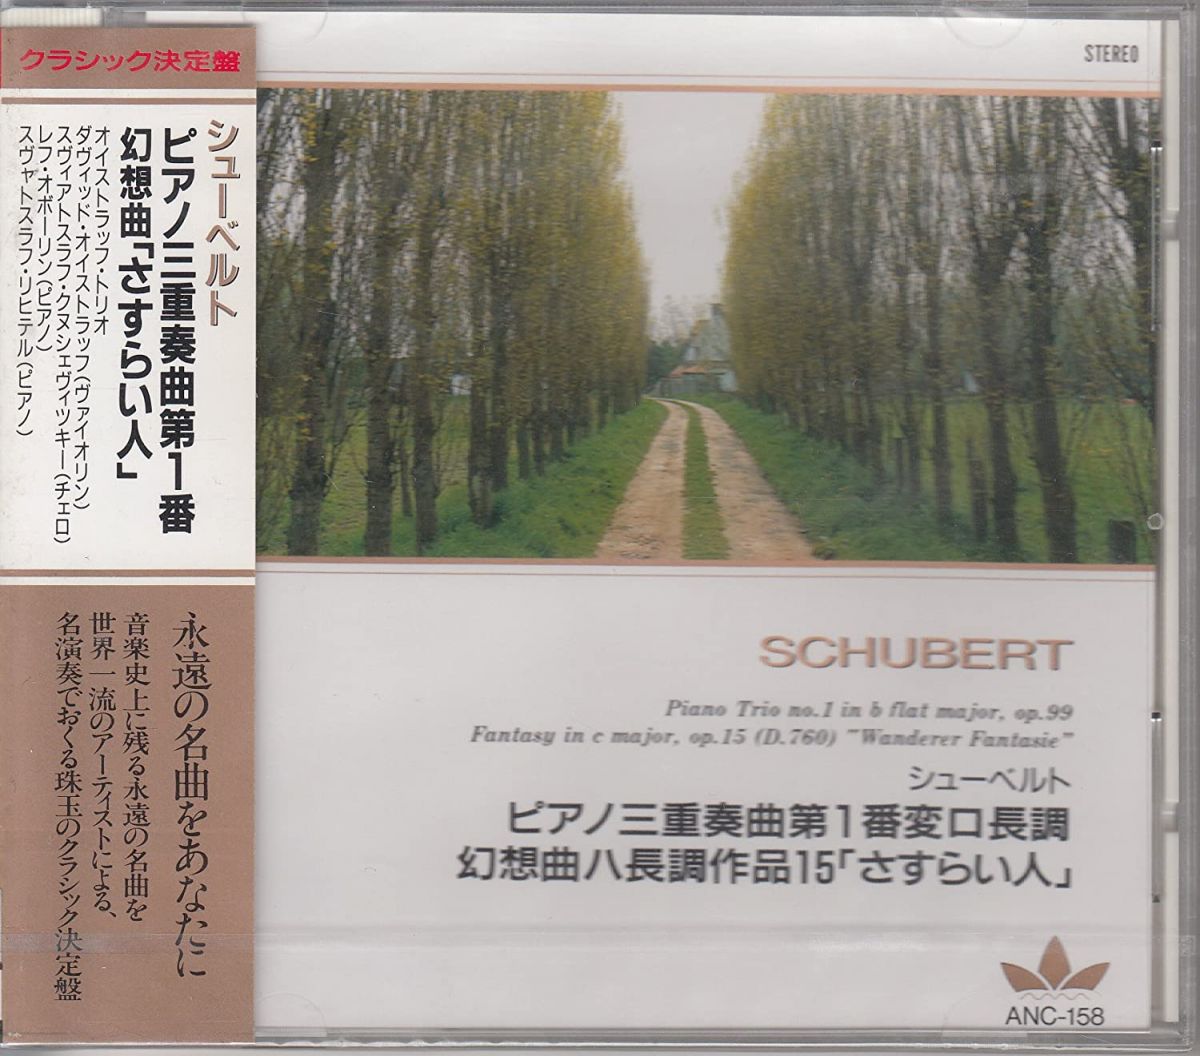 クラシック決定盤
シューベルト
ピアノ三重奏曲第1番
幻想曲「さすらい人」
オイストラッフ・トリオ
ダヴィッド・オイストラッフ(ヴァイオリン)
スヴィアトスラフ・クヌシェヴィツキー(チェロ)
レフ・オボーリン(ピアノ)
スヴャトスラフ・リヒテル(ピアノ)
永遠の名曲をあなたに
音楽史上に残る永遠の名曲を
世界一流のアーティストによる、
名演奏でおくる珠玉のクラシック決定盤
STEREO
SCHUBERT
Piano Trio no.1 in b flat major, op.99
Fantasy in c major, op.15 (D.760) "Wanderer Fantasie"
シューベルト
ピアノ三重奏曲第1番変ロ長調
幻想曲ハ長調作品15「さすらい人」
ANC-158